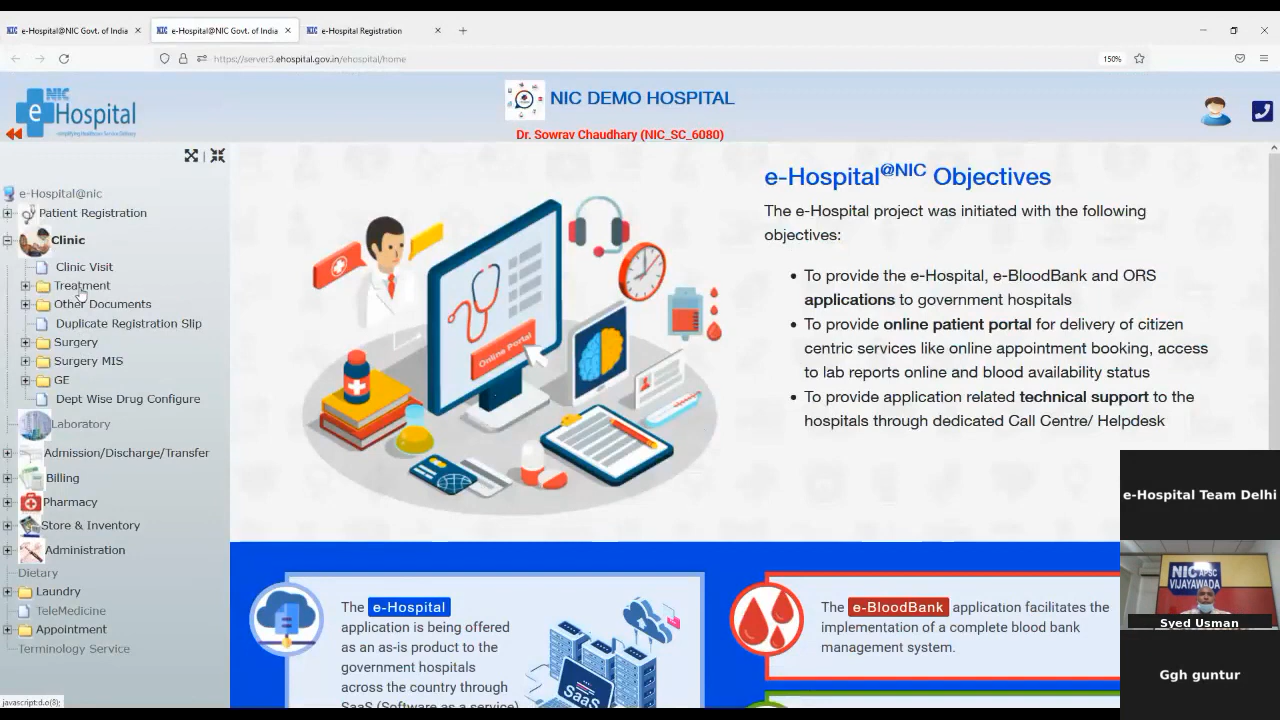 e-Hospital@NIC Govt. of India
e-Hospital@NIC Govt. of India
e-Hospital Registration
https://server3.ehospital.gov.in/ehospital/home
150%
NIC
e Hospital
NIC DEMO HOSPITAL
Dr. Sowrav Chaudhary (NIC_SC_6080)
e-Hospital@nic
Patient Registration
Clinic
Clinic Visit
Treatment
Other Documents
Duplicate Registration Slip
Surgery
Surgery MIS
GE
Dept Wise Drug Configure
Laboratory
Admission/Discharge/Transfer
Billing
Pharmacy
Store & Inventory
Administration
Dietary
Laundry
TeleMedicine
Appointment
Terminology Service
javascript:d.o(8);
Online Portal
e-Hospital@NIC Objectives
The e-Hospital project was initiated with the following
objectives:
To provide the e-Hospital, e-BloodBank and ORS
applications to government hospitals
To provide online patient portal for delivery of citizen
centric services like online appointment booking, access
to lab reports online and blood availability status
To provide application related technical support to the
hospitals through dedicated Call Centre/ Helpdesk
The e-Hospital
application is being offered
as an as-is product to the
government hospitals
across the country through
SaaS (Software as a service)
SaaS
The e-BloodBank application facilitates the
implementation of a complete blood bank
management system.
e-Hospital Team Delhi
NIC APSC
VIJAYAWADA
Syed Usman
Ggh guntur